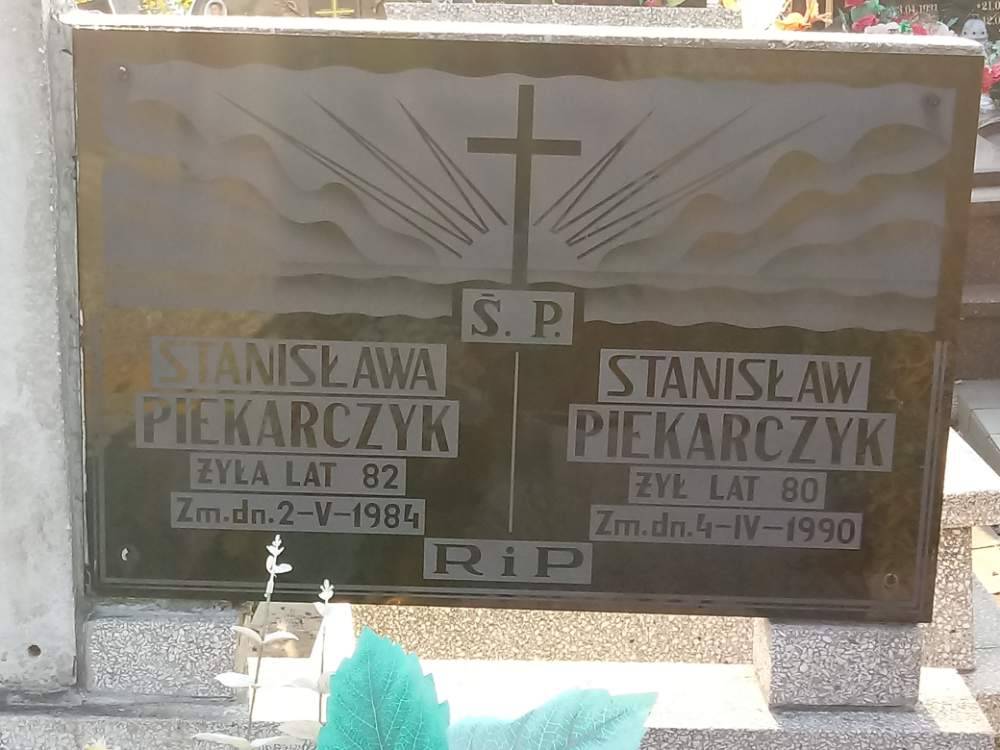 Ś. P.
STANISŁAWA
PIEKARCZYK
ŻYŁA LAT 82
Zm. dn. 2-V-1984
STANISŁAW
PIEKARCZYK
ŻYŁ LAT 80
Zm. dn. 4-IV-1990
RiP